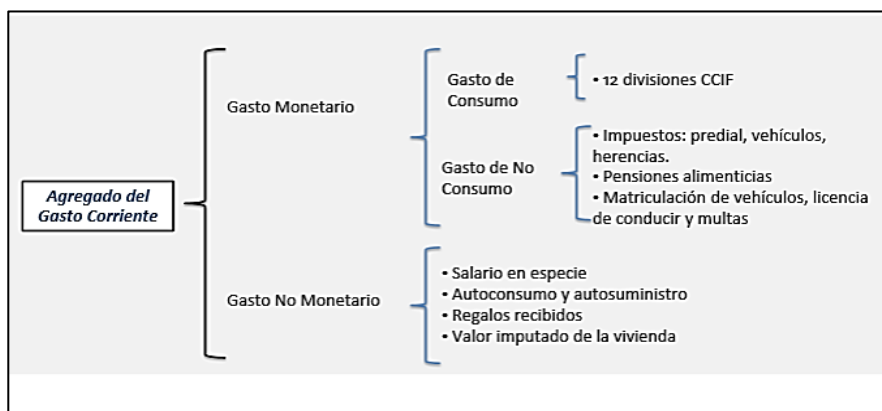 Agregado del
Gasto Corriente
Gasto Monetario
Gasto de
Consumo
• 12 divisiones CCIF
Gasto de No
Consumo
• Impuestos: predial, vehículos,
herencias.
• Pensiones alimenticias
• Matriculación de vehículos, licencia
de conducir y multas
Gasto No Monetario
• Salario en especie
• Autoconsumo y autosuministro
• Regalos recibidos
• Valor imputado de la vivienda